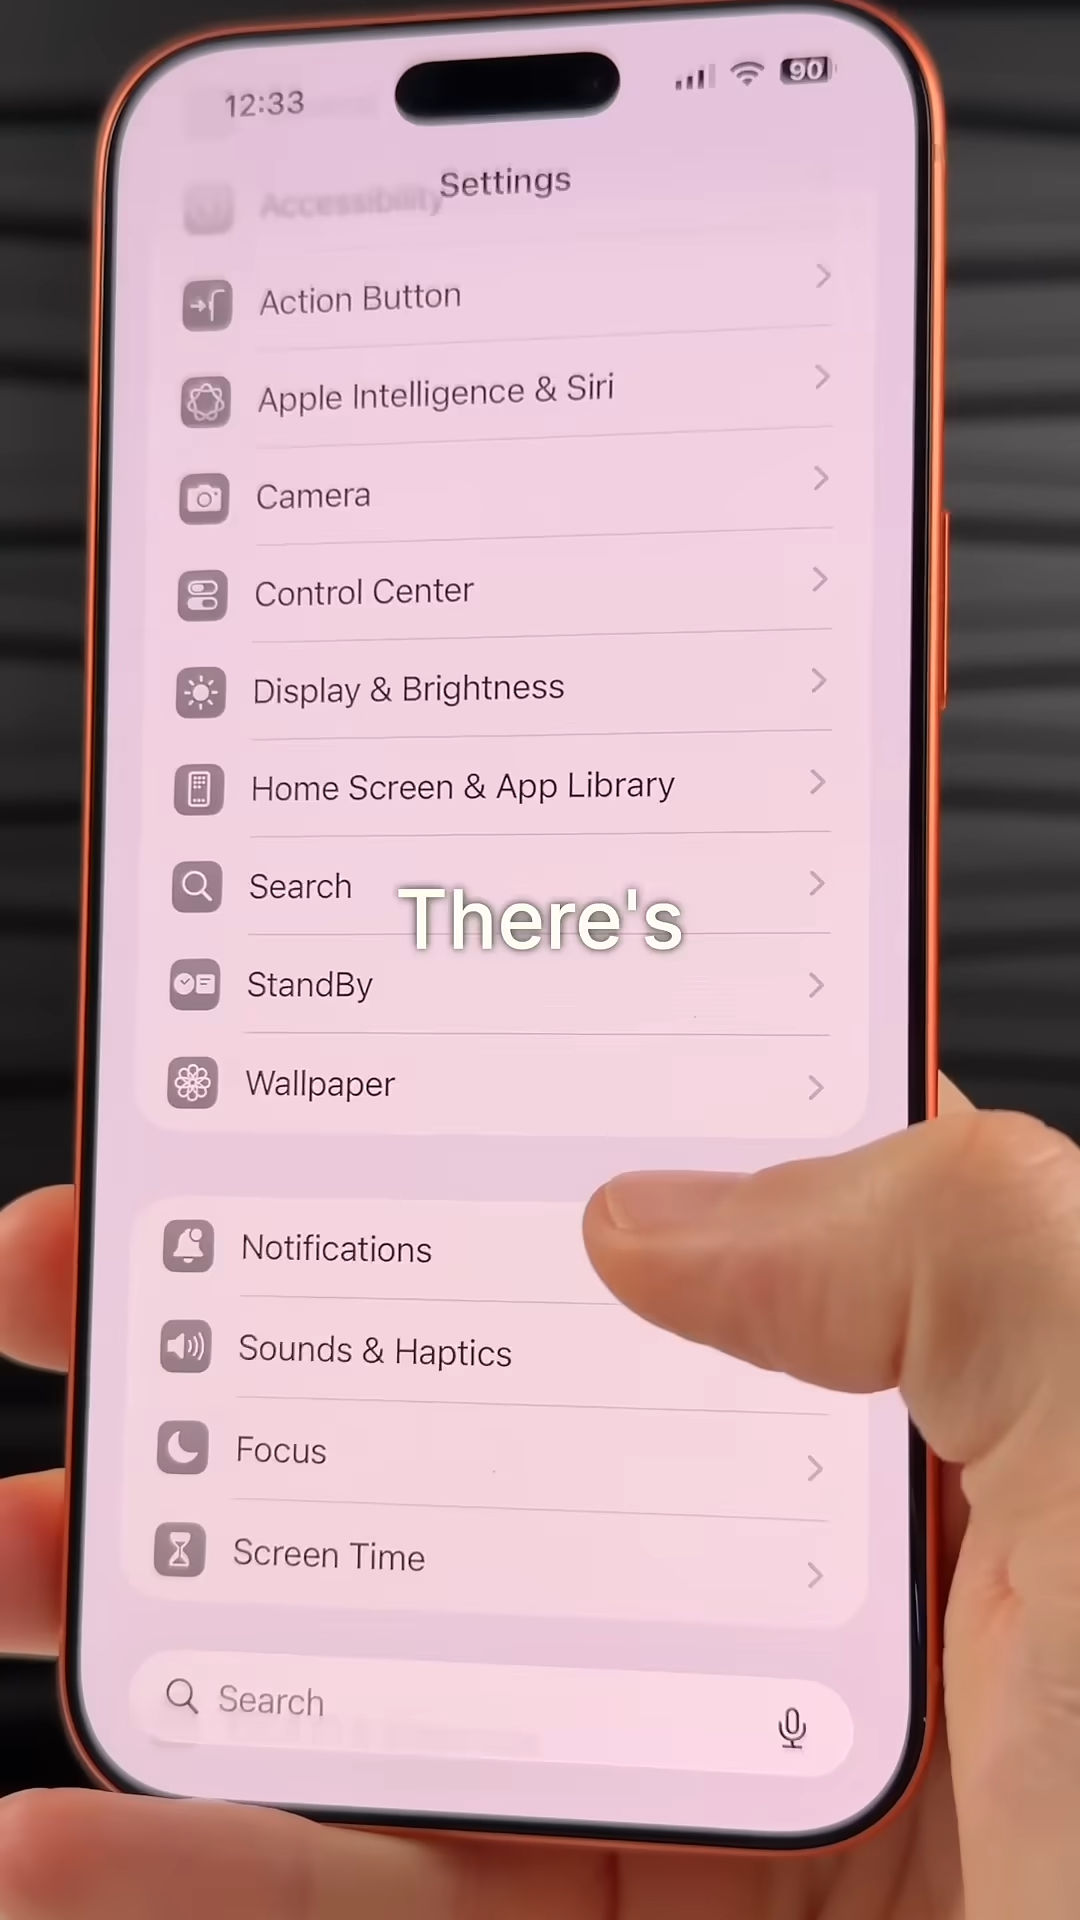 12:33
90
Settings
Accessibility
Action Button
Apple Intelligence & Siri
Camera
Control Center
Display & Brightness
Home Screen & App Library
Search
There's
StandBy
Wallpaper
Notifications
Sounds & Haptics
Focus
Screen Time
Search